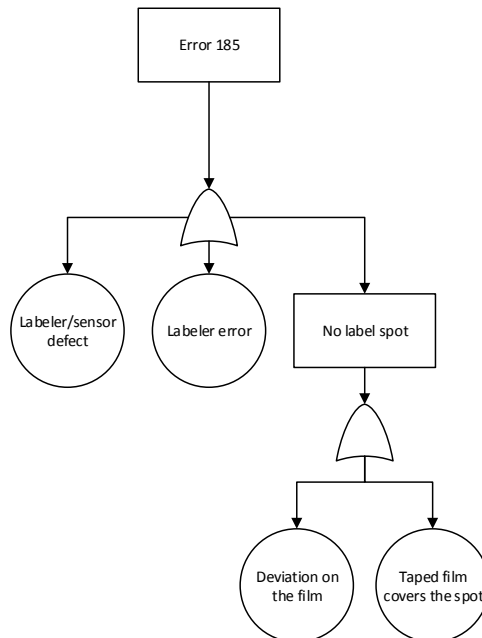 Error 185
Labeler/sensor
defect
Labeler error
No label spot
Deviation on
the film
Taped film
covers the spot